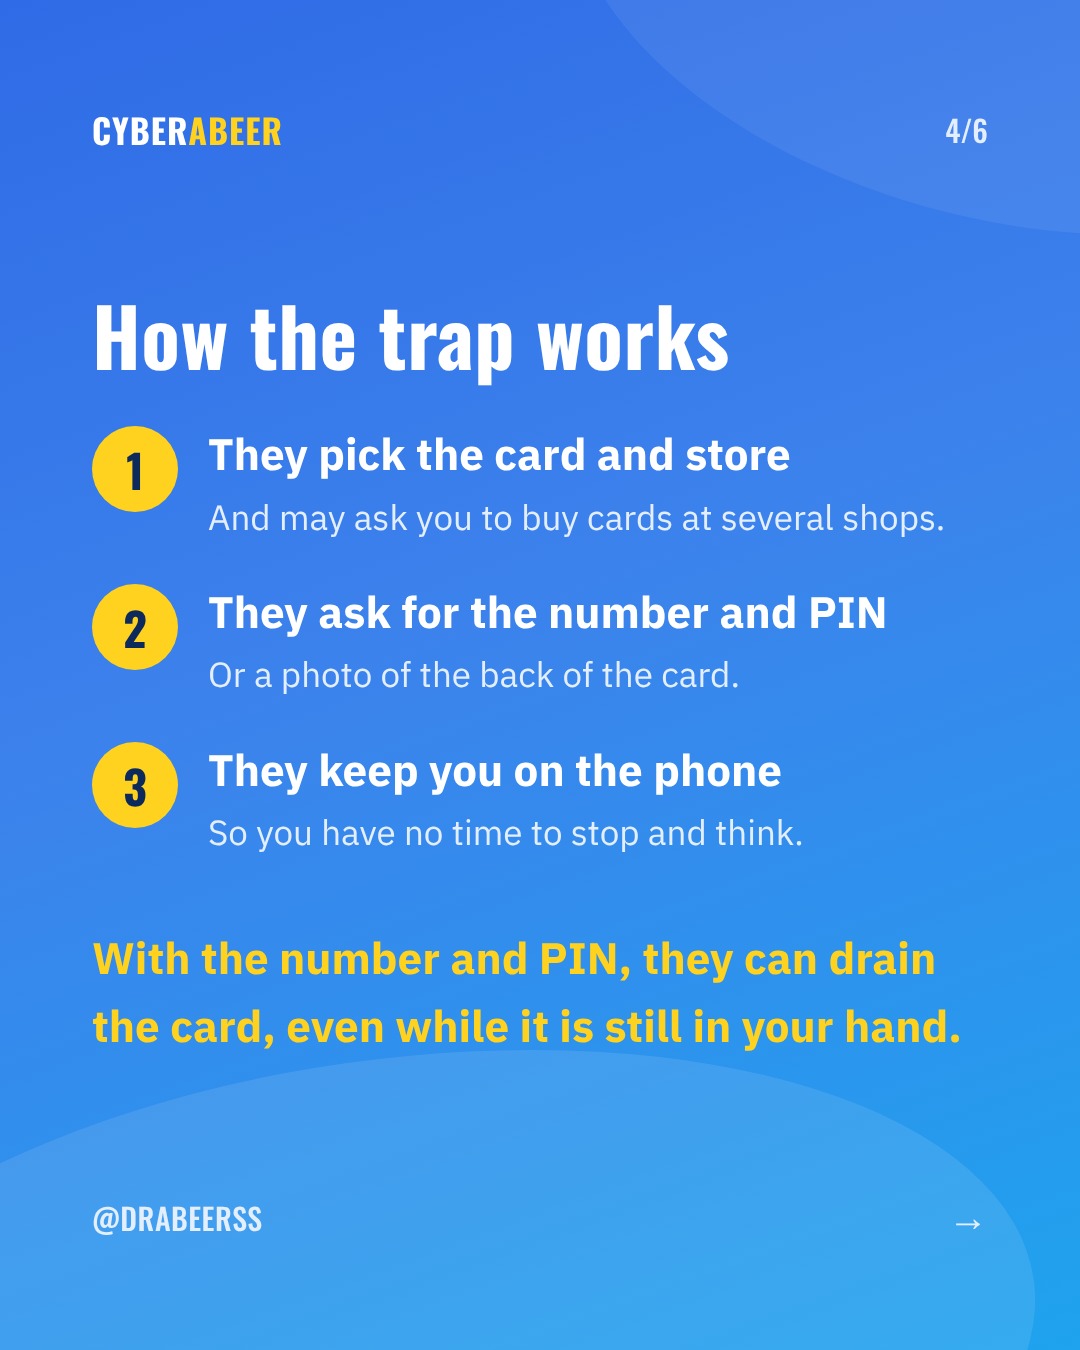 CYBERABEER
4/6
How the trap works
1
They pick the card and store
And may ask you to buy cards at several shops.
2
They ask for the number and PIN
Or a photo of the back of the card.
3
They keep you on the phone
So you have no time to stop and think.
With the number and PIN, they can drain
the card, even while it is still in your hand.
@DRABEERSS
→